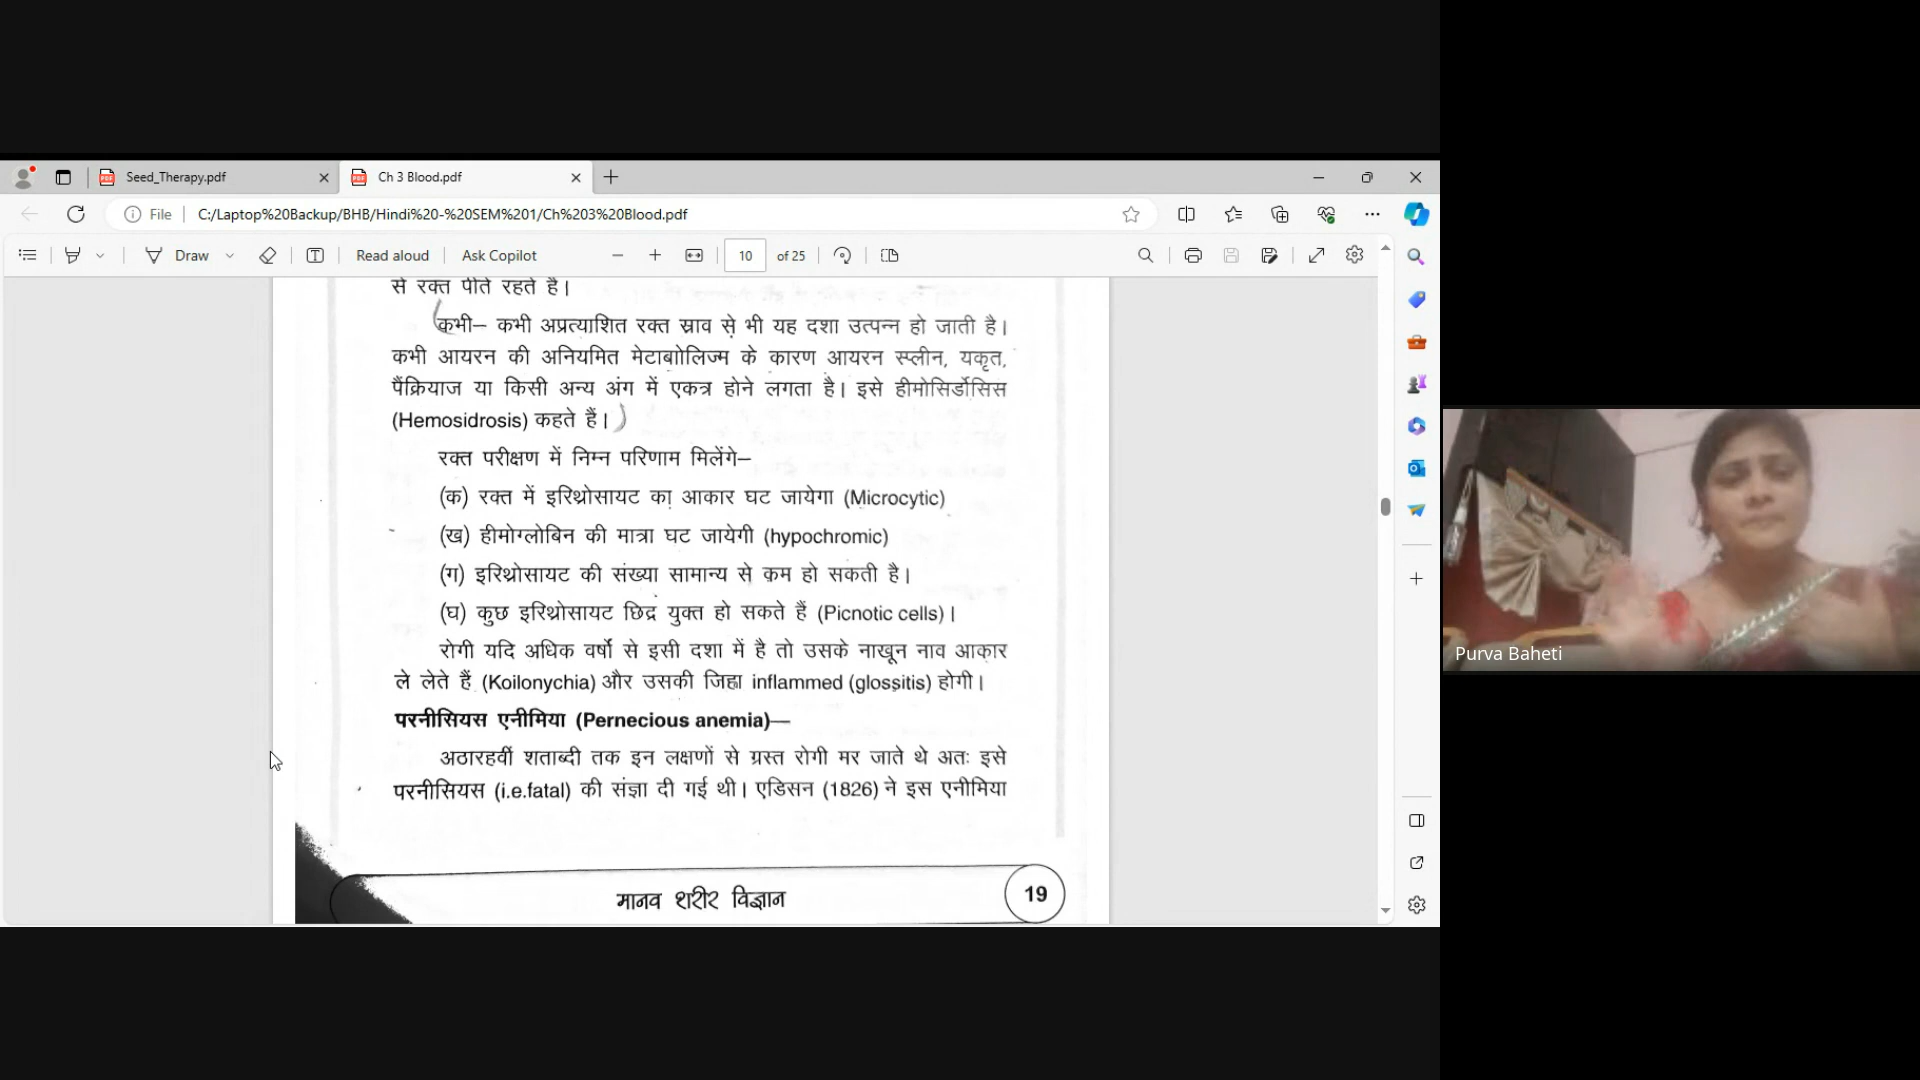 Seed_Therapy.pdf
Ch 3 Blood.pdf
File
C:/Laptop%20Backup/BHB/Hindi%20-%20SEM%201/Ch%203%20Blood.pdf
Draw
Read aloud
Ask Copilot
10
of 25
से रक्त पीते रहते है।
कभी– कभी अप्रत्याशित रक्त स्राव से भी यह दशा उत्पन्न हो जाती है।
कभी आयरन की अनियमित मेटाबाोलिज्म के कारण आयरन स्प्लीन, यकृत,
पैंक्रियाज या किसी अन्य अंग में एकत्र होने लगता है। इसे हीमोसिर्डोसिस
(Hemosidrosis) कहते हैं।
रक्त परीक्षण में निम्न परिणाम मिलेंगे–
(क) रक्त में इरिथ्रोसायट का आकार घट जायेगा (Microcytic)
(ख) हीमोग्लोबिन की मात्रा घट जायेगी (hypochromic)
(ग) इरिथ्रोसायट की संख्या सामान्य से कम हो सकती है।
(घ) कुछ इरिथ्रोसायट छिद्र युक्त हो सकते हैं (Picnotic cells)।
रोगी यदि अधिक वर्षों से इसी दशा में है तो उसके नाखून नाव आकार
ले लेते हैं (Koilonychia) और उसकी जिह्वा inflammed (glossitis) होगी।
परनीसियस एनीमिया (Pernecious anemia)—
अठारहवीं शताब्दी तक इन लक्षणों से ग्रस्त रोगी मर जाते थे अतः इसे
परनीसियस (i.e.fatal) की संज्ञा दी गई थी। एडिसन (1826) ने इस एनीमिया
मानव शरीर विज्ञान
19
Purva Baheti